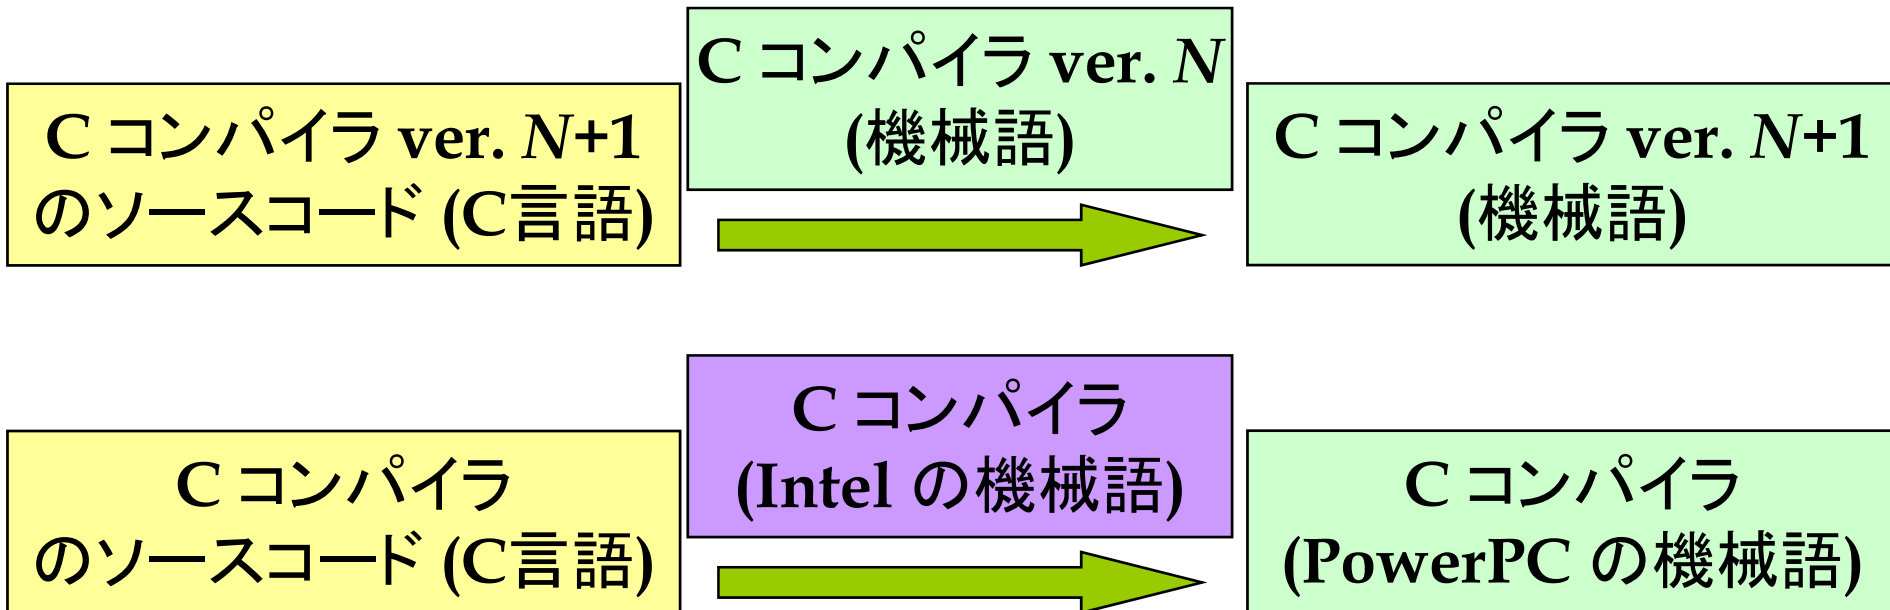 C コンパイラ ver. N+1
のソースコード (C言語)
C コンパイラ ver. N
(機械語)
C コンパイラ ver. N+1
(機械語)
C コンパイラ
のソースコード (C言語)
C コンパイラ
(Intel の機械語)
C コンパイラ
(PowerPC の機械語)